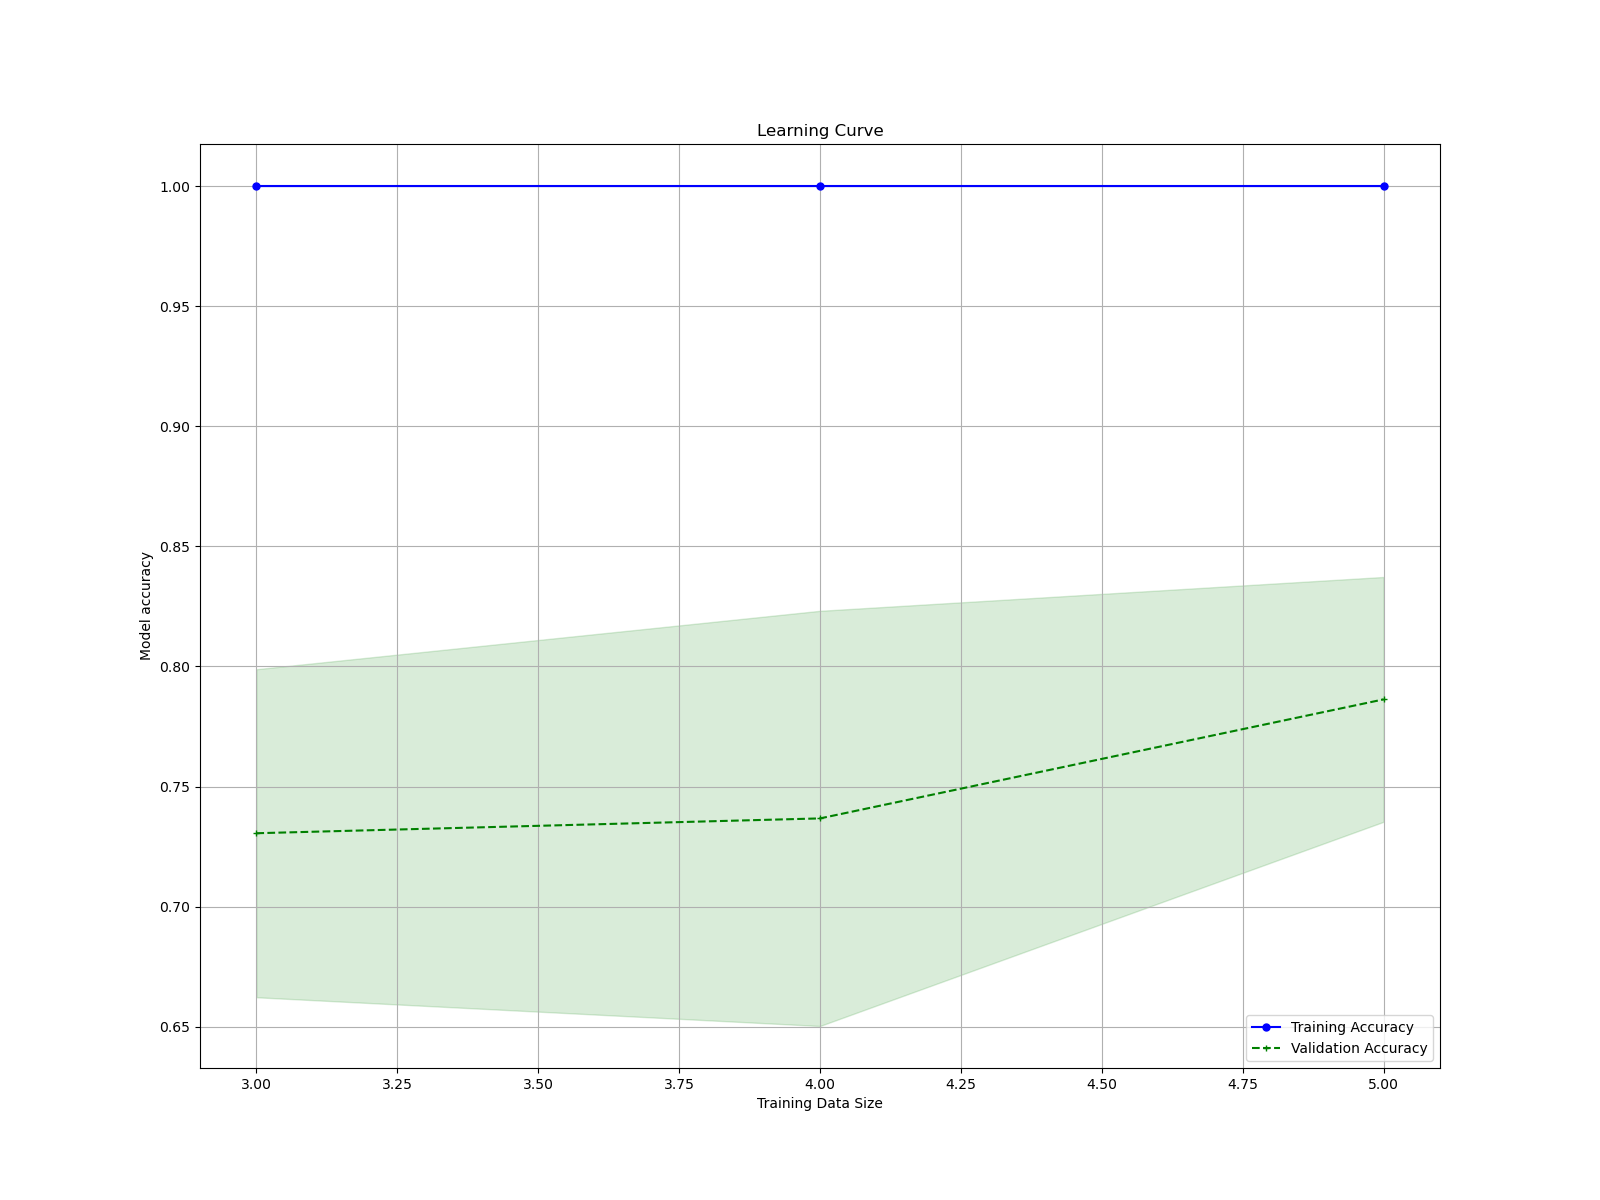 Learning Curve
1.00
0.95
0.90
0.85
0.80
0.75
0.70
0.65
Model accuracy
Training Accuracy
Validation Accuracy
3.00 3.25 3.50 3.75 4.00 4.25 4.50 4.75 5.00
Training Data Size